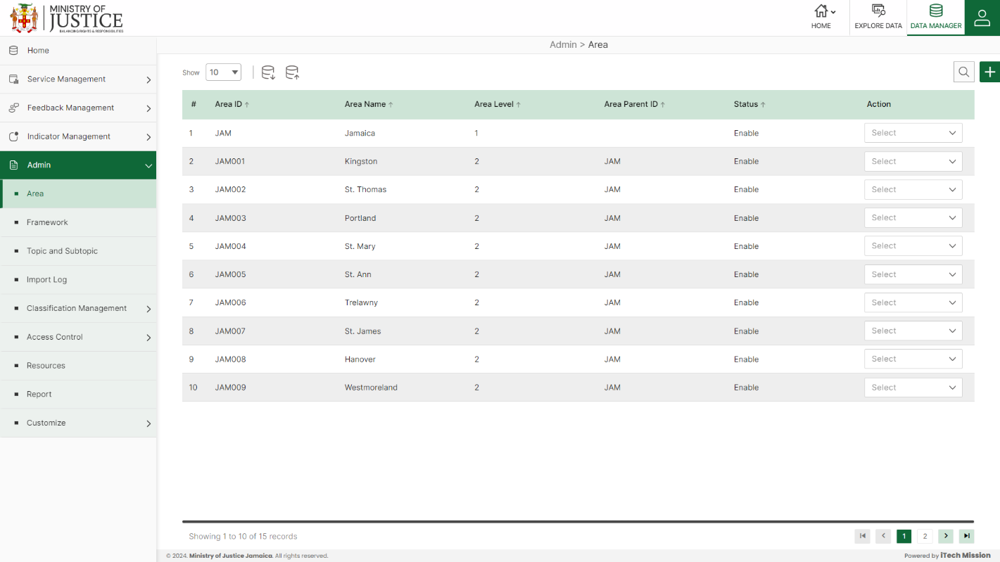 MINISTRY OF
JUSTICE
BALANCING RIGHTS & RESPONSIBILITIES
HOME
EXPLORE DATA
DATA MANAGER
Home
Service Management
Feedback Management
Indicator Management
Admin
Area
Framework
Topic and Subtopic
Import Log
Classification Management
Access Control
Resources
Report
Customize
Admin > Area
Show 10
# Area ID Area Name Area Level Area Parent ID Status Action
1 JAM Jamaica 1 Enable Select
2 JAM001 Kingston 2 JAM Enable Select
3 JAM002 St. Thomas 2 JAM Enable Select
4 JAM003 Portland 2 JAM Enable Select
5 JAM004 St. Mary 2 JAM Enable Select
6 JAM005 St. Ann 2 JAM Enable Select
7 JAM006 Trelawny 2 JAM Enable Select
8 JAM007 St. James 2 JAM Enable Select
9 JAM008 Hanover 2 JAM Enable Select
10 JAM009 Westmoreland 2 JAM Enable Select
Showing 1 to 10 of 15 records
1 2
© 2024. Ministry of Justice Jamaica. All rights reserved.
Powered by iTech Mission